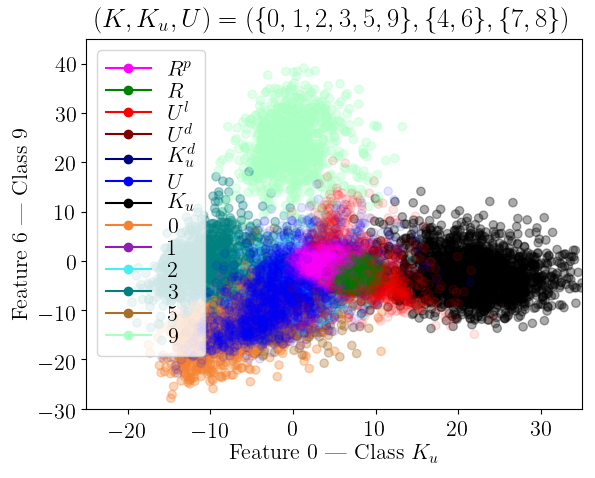 (K, K_u, U) = ({0, 1, 2, 3, 5, 9}, {4, 6}, {7, 8})
Feature 6 — Class 9
40
30
20
10
0
−10
−20
−30
R^p
R
U^l
U^d
K_u^d
U
K_u
0
1
2
3
5
9
−20 −10 0 10 20 30
Feature 0 — Class K_u